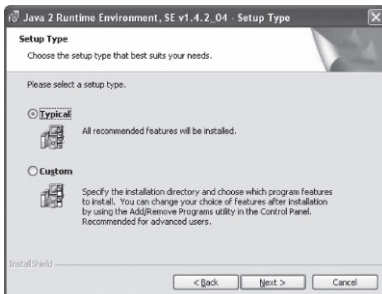 Java 2 Runtime Environment, SE v1.4.2_04 - Setup Type
Setup Type
Choose the setup type that best suits your needs.
Please select a setup type.
Typical
All recommended features will be installed.
Custom
Specify the installation directory and choose which program features
to install. You can change your choice of features after installation
by using the Add/Remove Programs utility in the Control Panel.
Recommended for advanced users.
InstallShield
< Back
Next >
Cancel